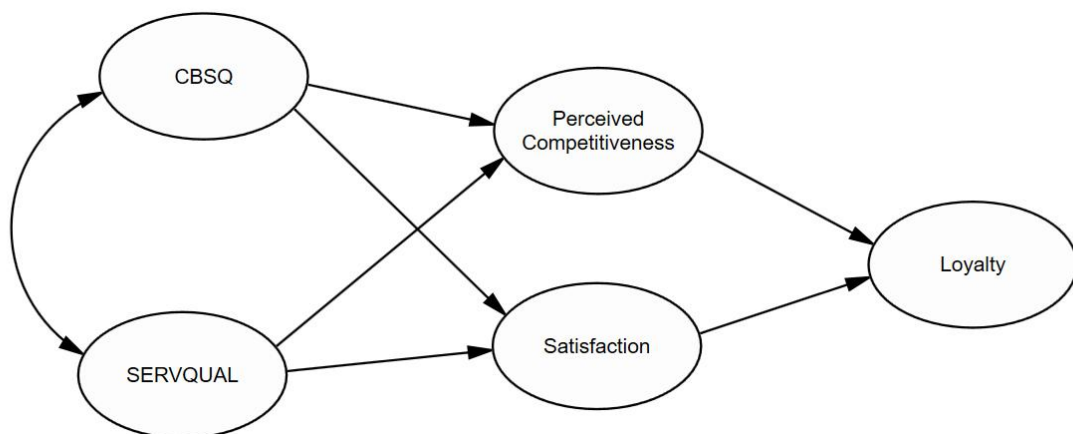 CBSQ
Perceived
Competitiveness
Loyalty
Satisfaction
SERVQUAL